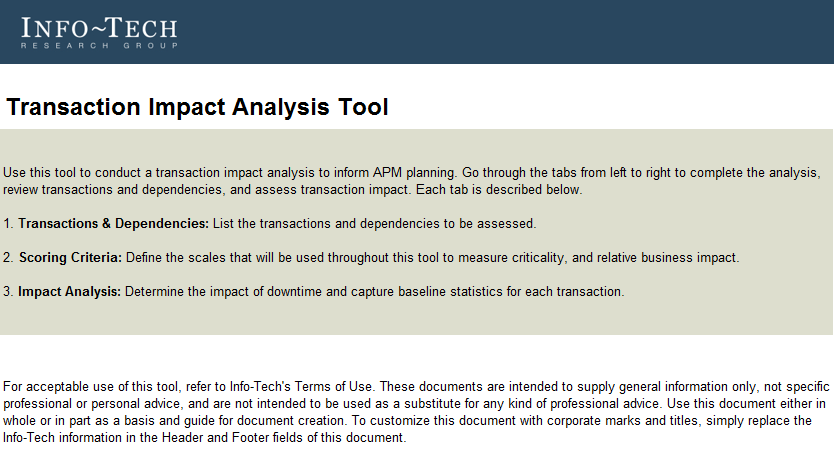 INFO~TECH
RESEARCH GROUP
Transaction Impact Analysis Tool
Use this tool to conduct a transaction impact analysis to inform APM planning. Go through the tabs from left to right to complete the analysis,
review transactions and dependencies, and assess transaction impact. Each tab is described below.
1. Transactions & Dependencies: List the transactions and dependencies to be assessed.
2. Scoring Criteria: Define the scales that will be used throughout this tool to measure criticality, and relative business impact.
3. Impact Analysis: Determine the impact of downtime and capture baseline statistics for each transaction.
For acceptable use of this tool, refer to Info-Tech's Terms of Use. These documents are intended to supply general information only, not specific
professional or personal advice, and are not intended to be used as a substitute for any kind of professional advice. Use this document either in
whole or in part as a basis and guide for document creation. To customize this document with corporate marks and titles, simply replace the
Info-Tech information in the Header and Footer fields of this document.